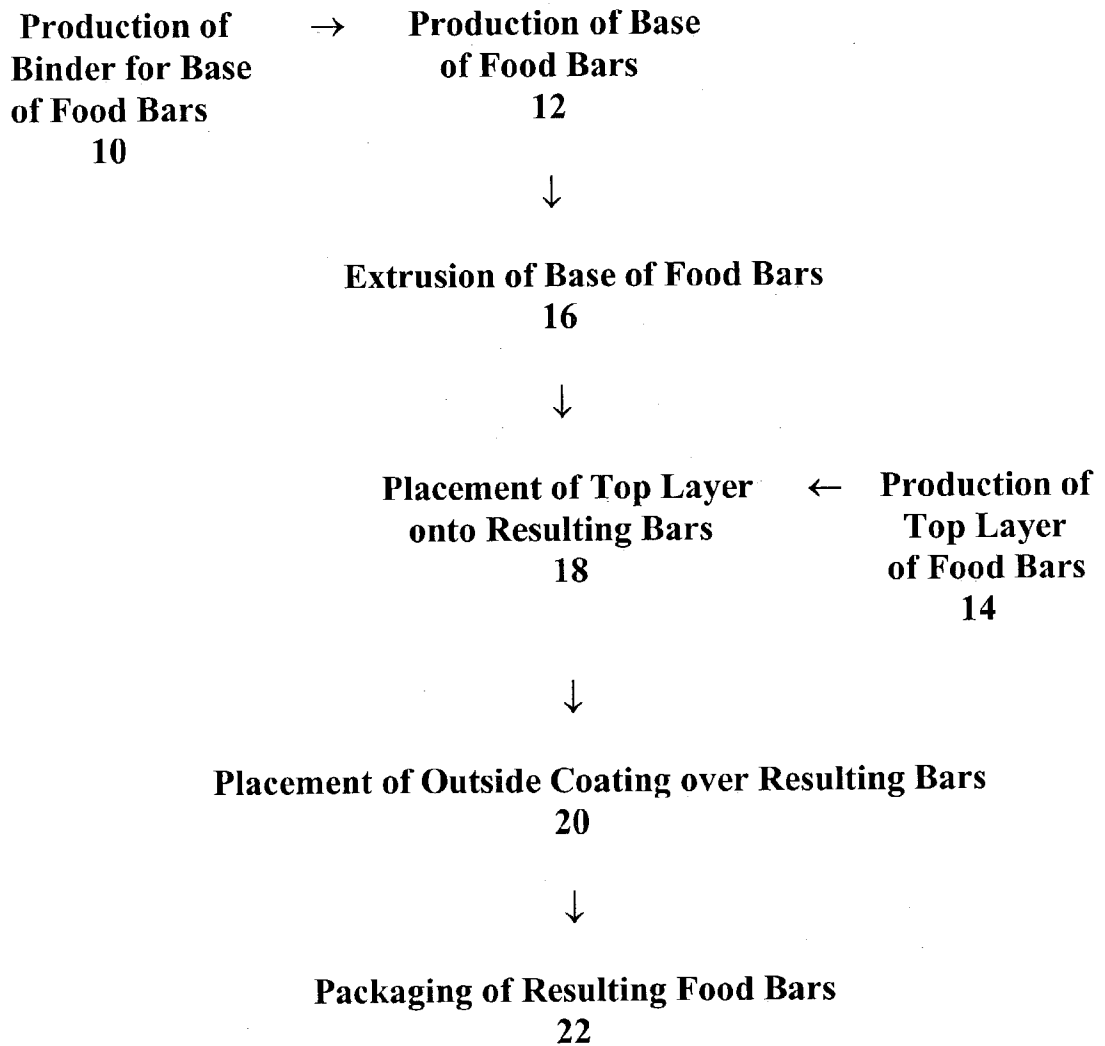 Production of
Binder for Base
of Food Bars
10
→
Production of Base
of Food Bars
12
↓
Extrusion of Base of Food Bars
16
↓
Placement of Top Layer
onto Resulting Bars
18
←
Production of
Top Layer
of Food Bars
14
↓
Placement of Outside Coating over Resulting Bars
20
↓
Packaging of Resulting Food Bars
22